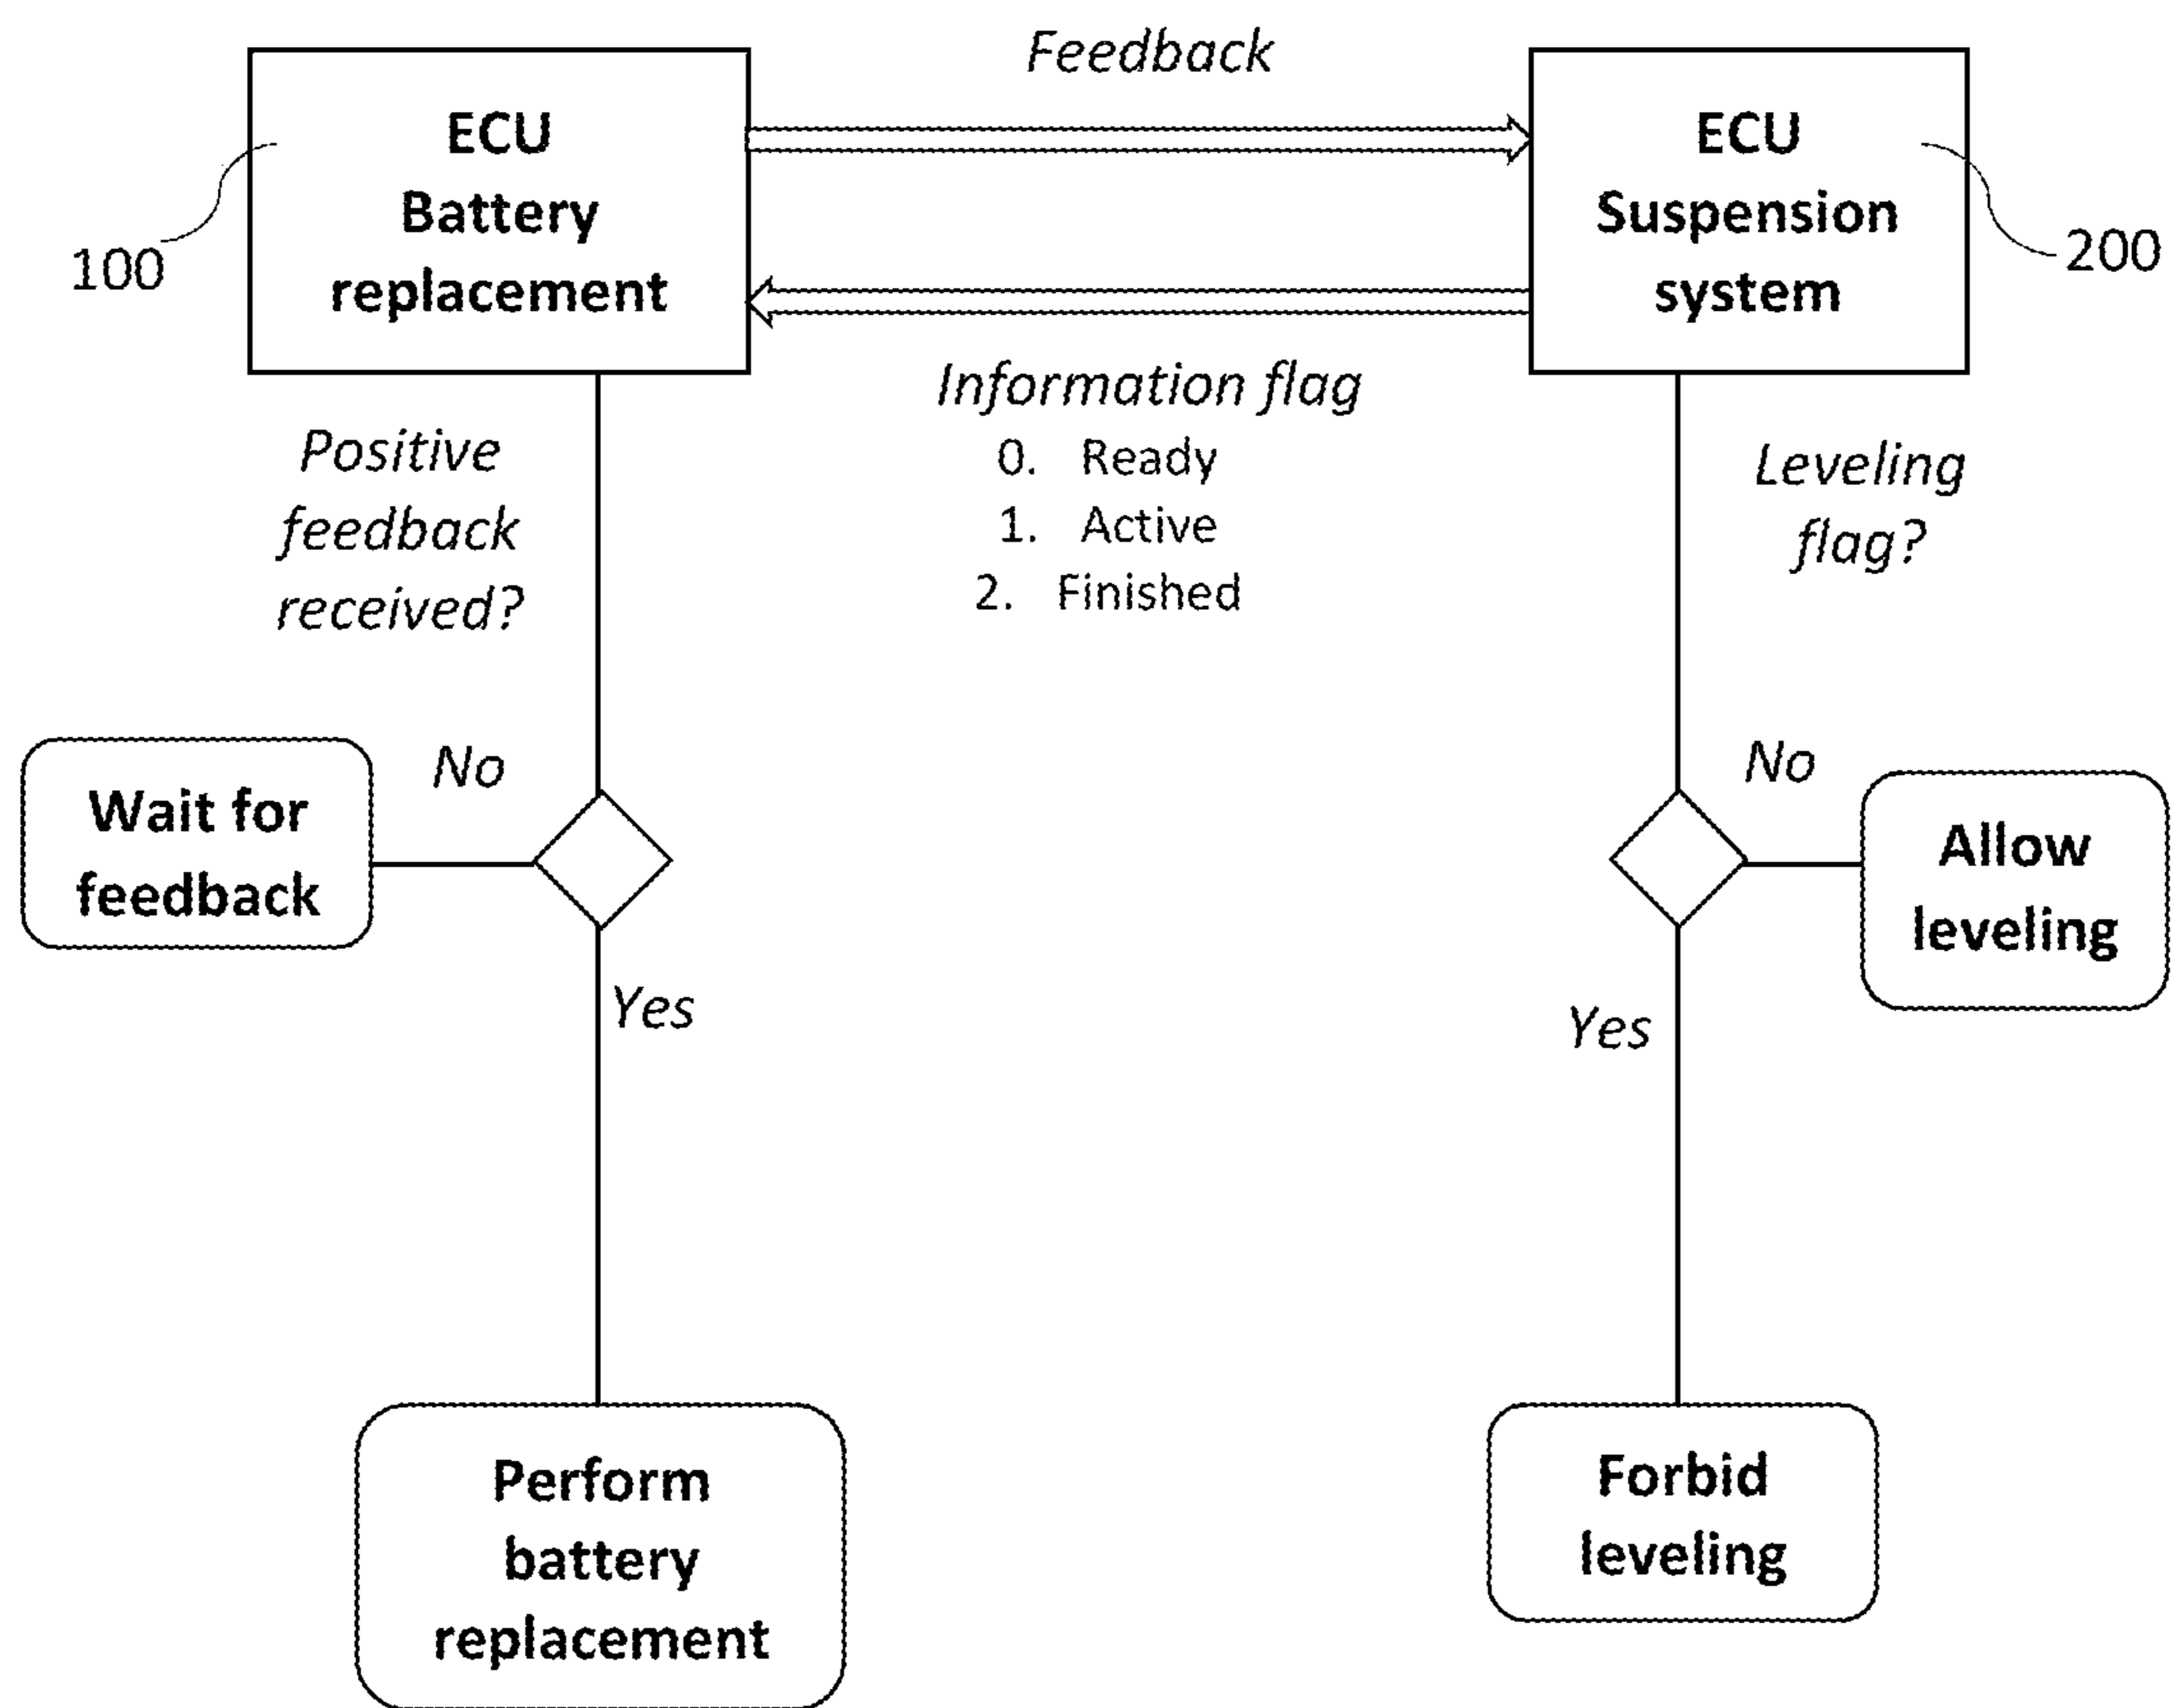 Feedback
ECU
Battery
replacement
100
ECU
Suspension
system
200
Information flag
0. Ready
1. Active
2. Finished
Positive
feedback
received?
Leveling
flag?
No
Wait for
feedback
Yes
No
Allow
leveling
Yes
Perform
battery
replacement
Forbid
leveling